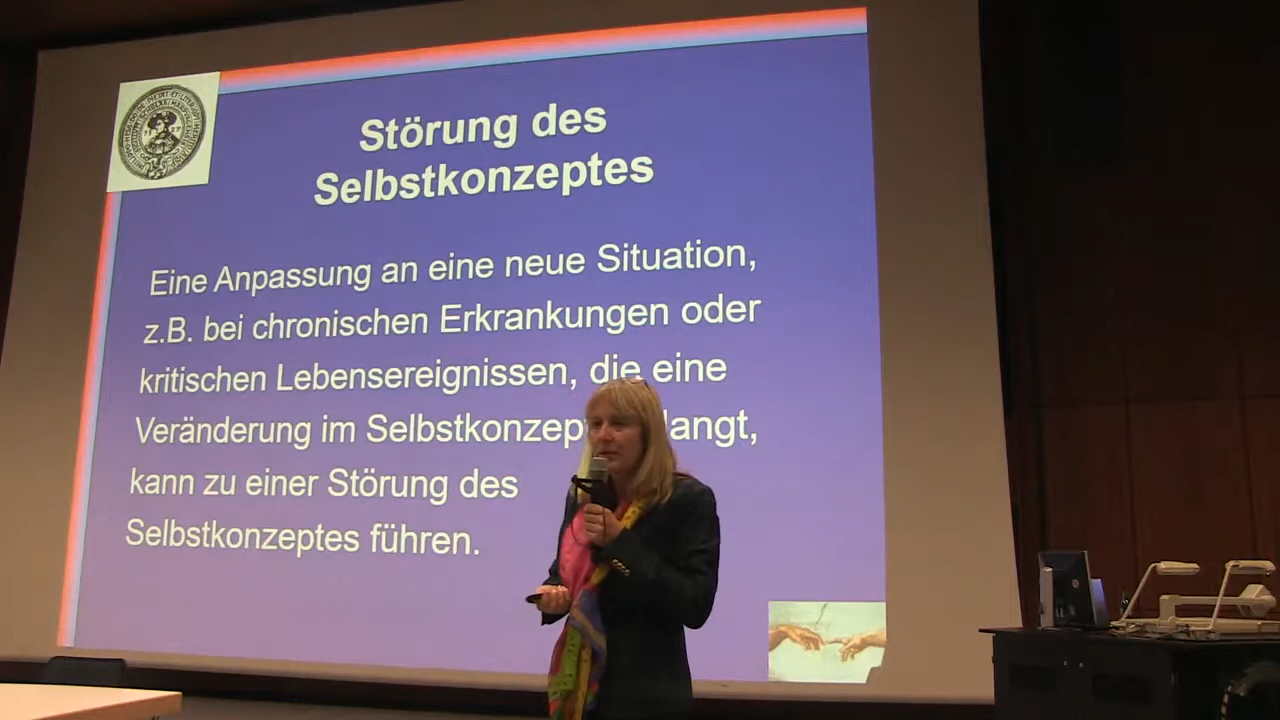 Störung des
Selbstkonzeptes
Eine Anpassung an eine neue Situation,
z.B. bei chronischen Erkrankungen oder
kritischen Lebensereignissen, die eine
Veränderung im Selbstkonzep langt,
kann zu einer Störung des
Selbstkonzeptes führen.